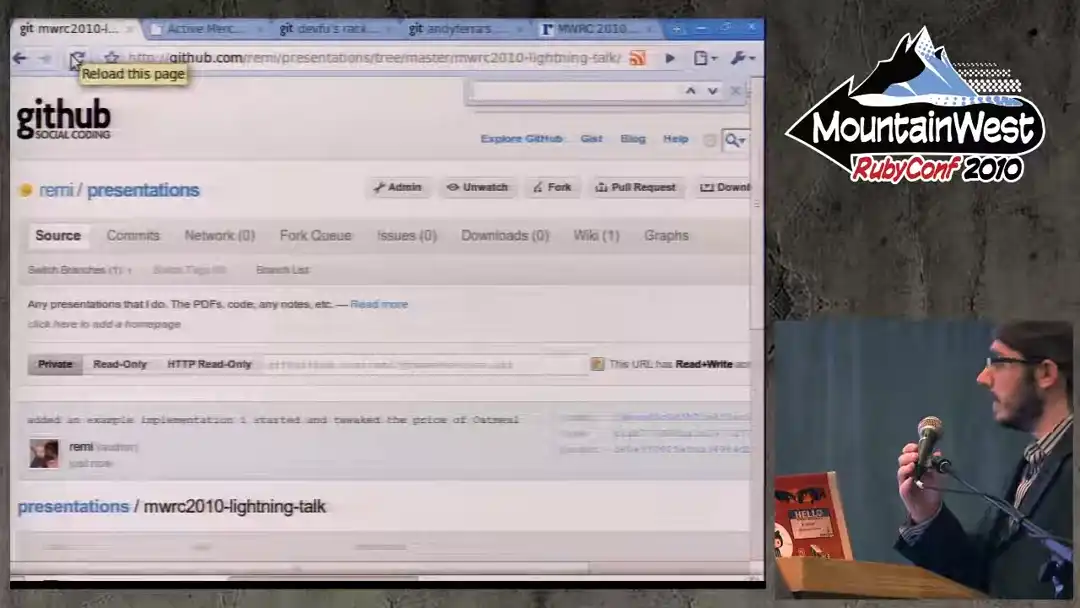 git mwrc2010-l...
Active Merc...
git devfu's rack...
git andyferra's...
MWRC 2010...
http://github.com/remi/presentations/tree/master/mwrc2010-lightning-talk/
Reload this page
github
SOCIAL CODING
Explore GitHub Gist Blog Help
remi / presentations
Admin Unwatch Fork Pull Request Downl
Source Commits Network (0) Fork Queue Issues (0) Downloads (0) Wiki (1) Graphs
Switch Branches (1) Switch Tags (0) Branch List
Any presentations that I do. The PDFs, code, any notes, etc. — Read more
click here to add a homepage
Private Read-Only HTTP Read-Only
This URL has Read+Write
added an example implementation i started and tweaked the price of Oatmeal
remi (author)
just now
presentations / mwrc2010-lightning-talk
MountainWest
RubyConf 2010
HELLO